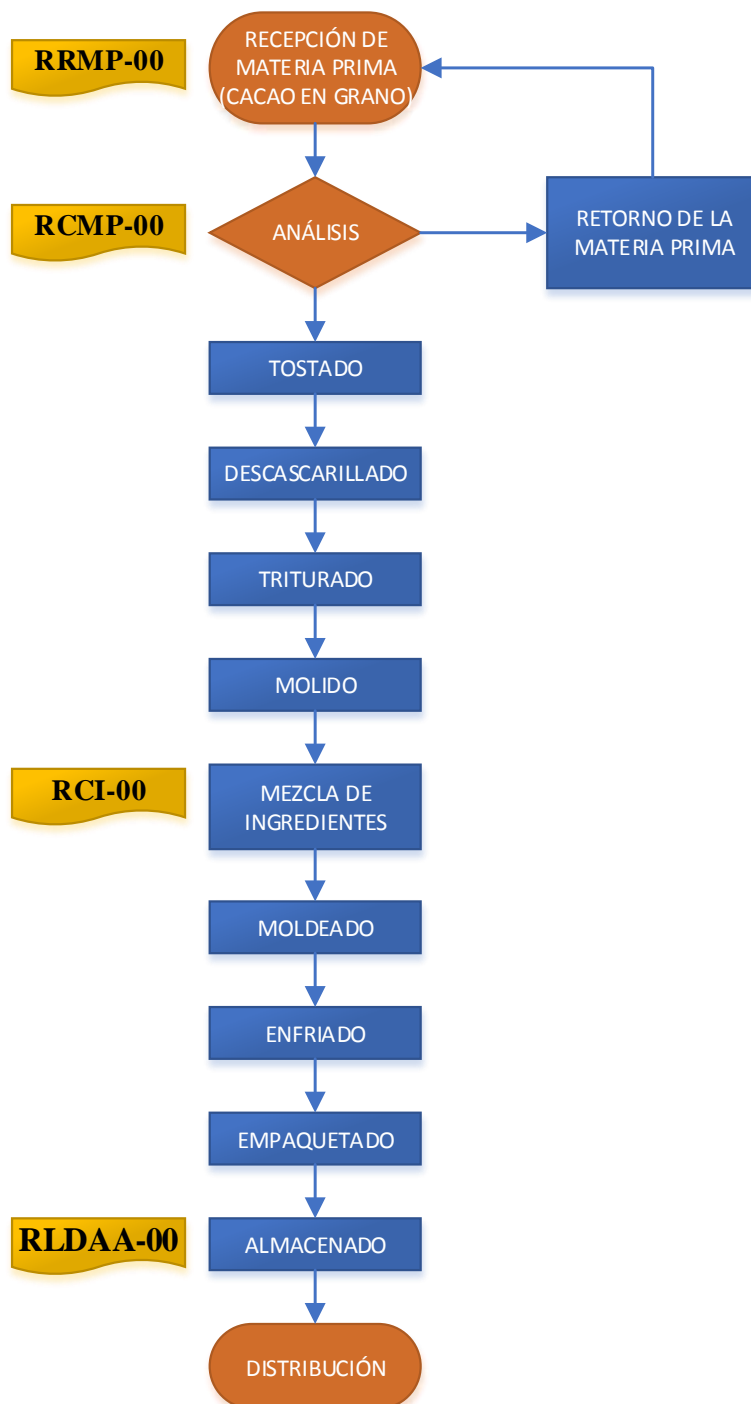 RRMP-00
RECEPCIÓN DE
MATERIA PRIMA
(CACAO EN GRANO)
RCMP-00
ANÁLISIS
RETORNO DE LA
MATERIA PRIMA
TOSTADO
DESCASCARILLADO
TRITURADO
MOLIDO
RCI-00
MEZCLA DE
INGREDIENTES
MOLDEADO
ENFRIADO
EMPAQUETADO
RLDAA-00
ALMACENADO
DISTRIBUCIÓN